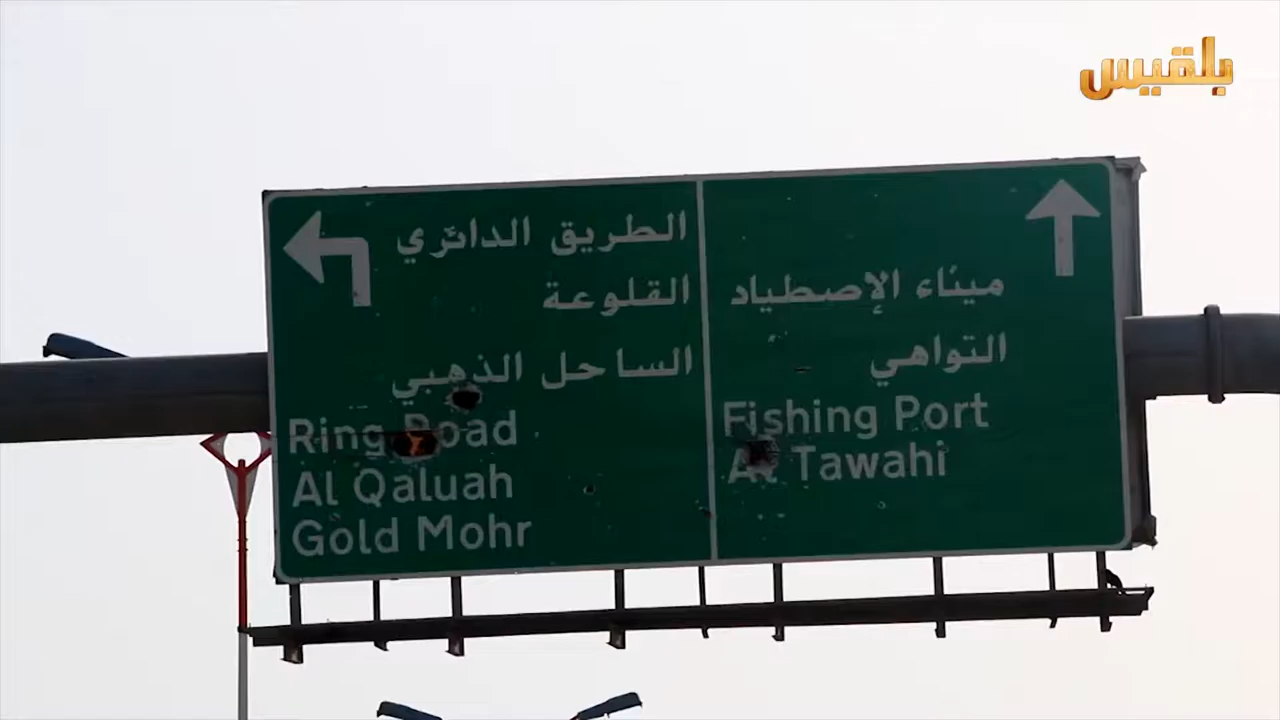 بلقيس
الطريق الدائري
القلوعة
الساحل الذهبي
Ring Road
Al Qaluah
Gold Mohr
ميناء الإصطياد
التواهي
Fishing Port
At Tawahi